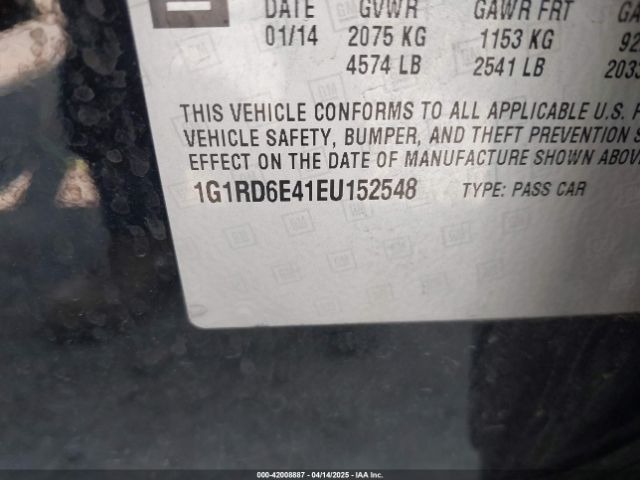 DATE GVWR GAWR FRT
01/14 2075 KG 1153 KG
4574 LB 2541 LB
THIS VEHICLE CONFORMS TO ALL APPLICABLE U.S.
VEHICLE SAFETY, BUMPER, AND THEFT PREVENTION
EFFECT ON THE DATE OF MANUFACTURE SHOWN
1G1RD6E41EU152548 TYPE: PASS CAR
000-42008887 - 04/14/2025 - IAA Inc.